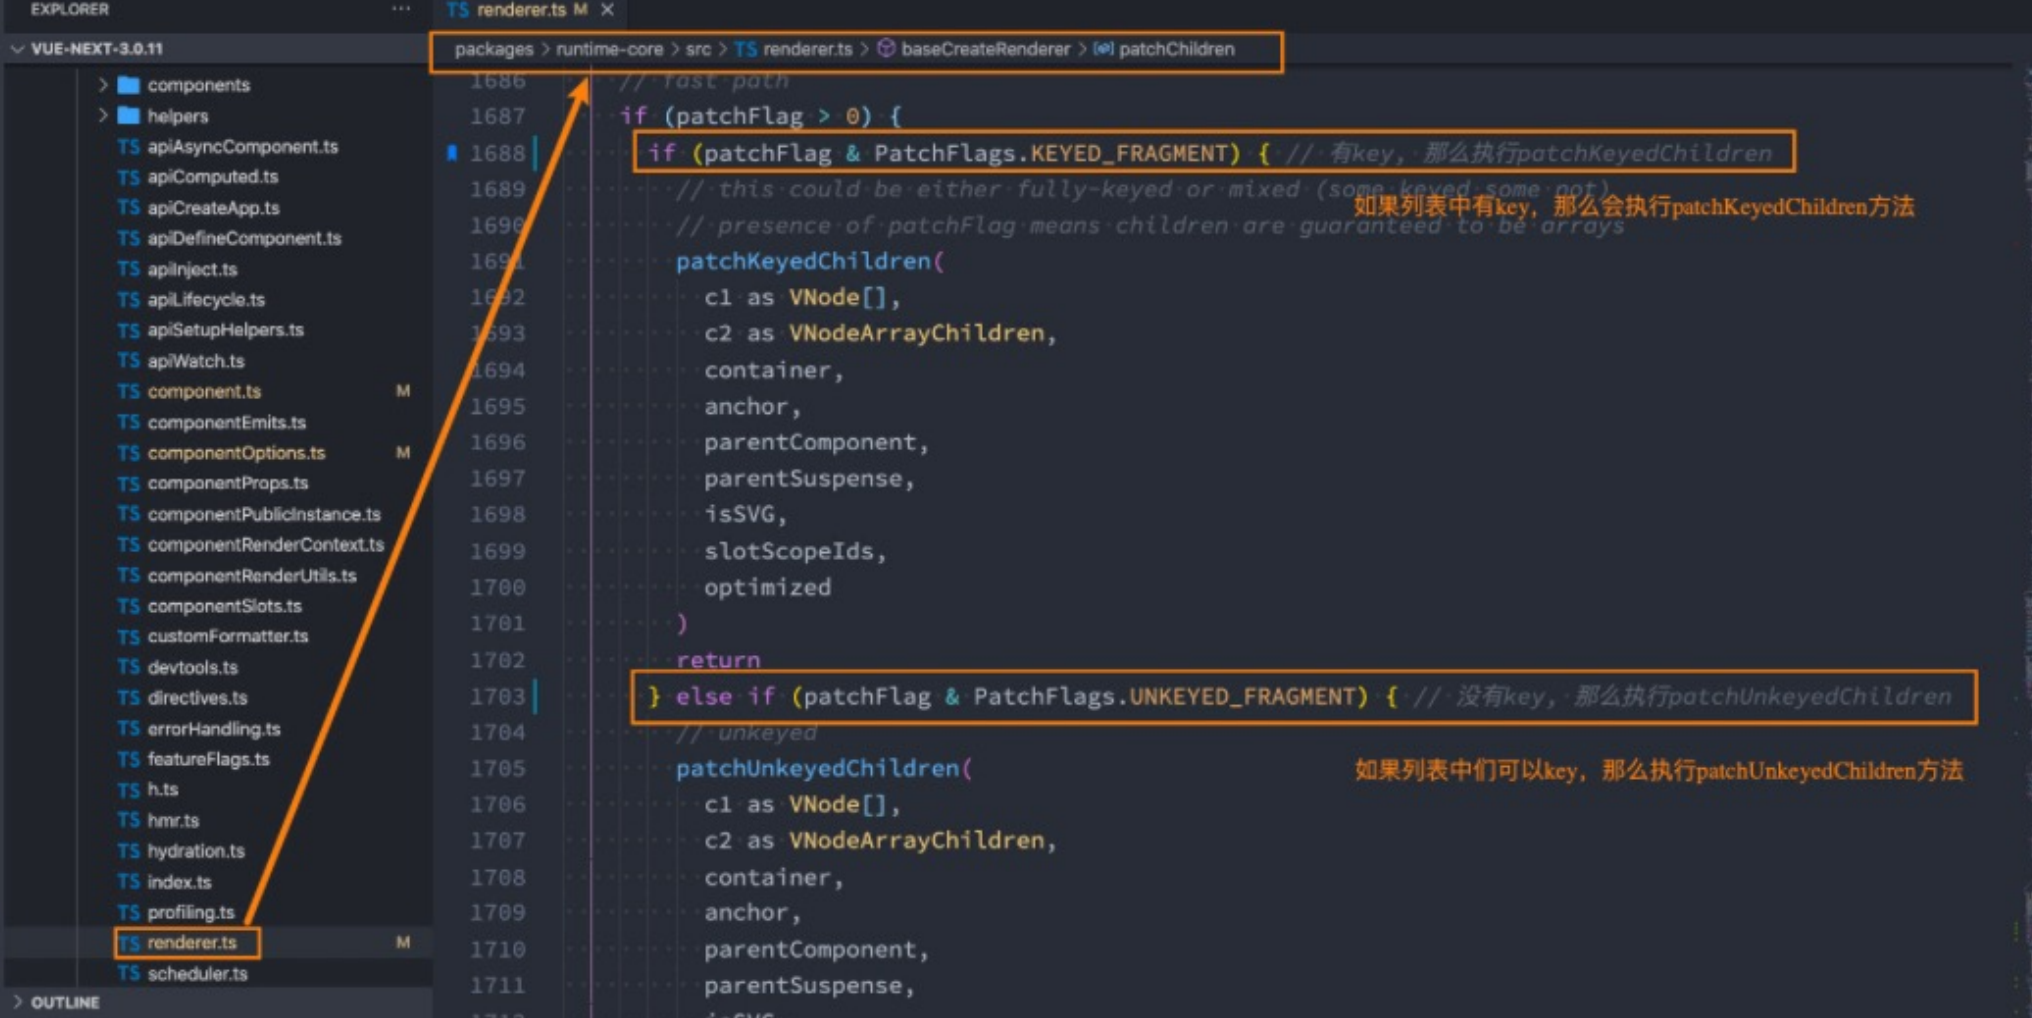 EXPLORER
···
TS renderer.ts M ×
VUE-NEXT-3.0.11
packages > runtime-core > src > TS renderer.ts > baseCreateRenderer > patchChildren
components
helpers
TS apiAsyncComponent.ts
TS apiComputed.ts
TS apiCreateApp.ts
TS apiDefineComponent.ts
TS apiInject.ts
TS apiLifecycle.ts
TS apiSetupHelpers.ts
TS apiWatch.ts
TS component.ts M
TS componentEmits.ts
TS componentOptions.ts M
TS componentProps.ts
TS componentPublicInstance.ts
TS componentRenderContext.ts
TS componentRenderUtils.ts
TS componentSlots.ts
TS customFormatter.ts
TS devtools.ts
TS directives.ts
TS errorHandling.ts
TS featureFlags.ts
TS h.ts
TS hmr.ts
TS hydration.ts
TS index.ts
TS profiling.ts
TS renderer.ts M
TS scheduler.ts
OUTLINE
1686 // fast path
1687 if (patchFlag > 0) {
1688 if (patchFlag & PatchFlags.KEYED_FRAGMENT) { // 有key, 那么执行patchKeyedChildren
1689 // this could be either fully-keyed or mixed (some keyed some not)
如果列表中有key，那么会执行patchKeyedChildren方法
1690 // presence of patchFlag means children are guaranteed to be arrays
1691 patchKeyedChildren(
1692 c1 as VNode[],
1693 c2 as VNodeArrayChildren,
1694 container,
1695 anchor,
1696 parentComponent,
1697 parentSuspense,
1698 isSVG,
1699 slotScopeIds,
1700 optimized
1701 )
1702 return
1703 } else if (patchFlag & PatchFlags.UNKEYED_FRAGMENT) { // 没有key, 那么执行patchUnkeyedChildren
1704 // unkeyed
1705 patchUnkeyedChildren(
如果列表中们可以key，那么执行patchUnkeyedChildren方法
1706 c1 as VNode[],
1707 c2 as VNodeArrayChildren,
1708 container,
1709 anchor,
1710 parentComponent,
1711 parentSuspense,